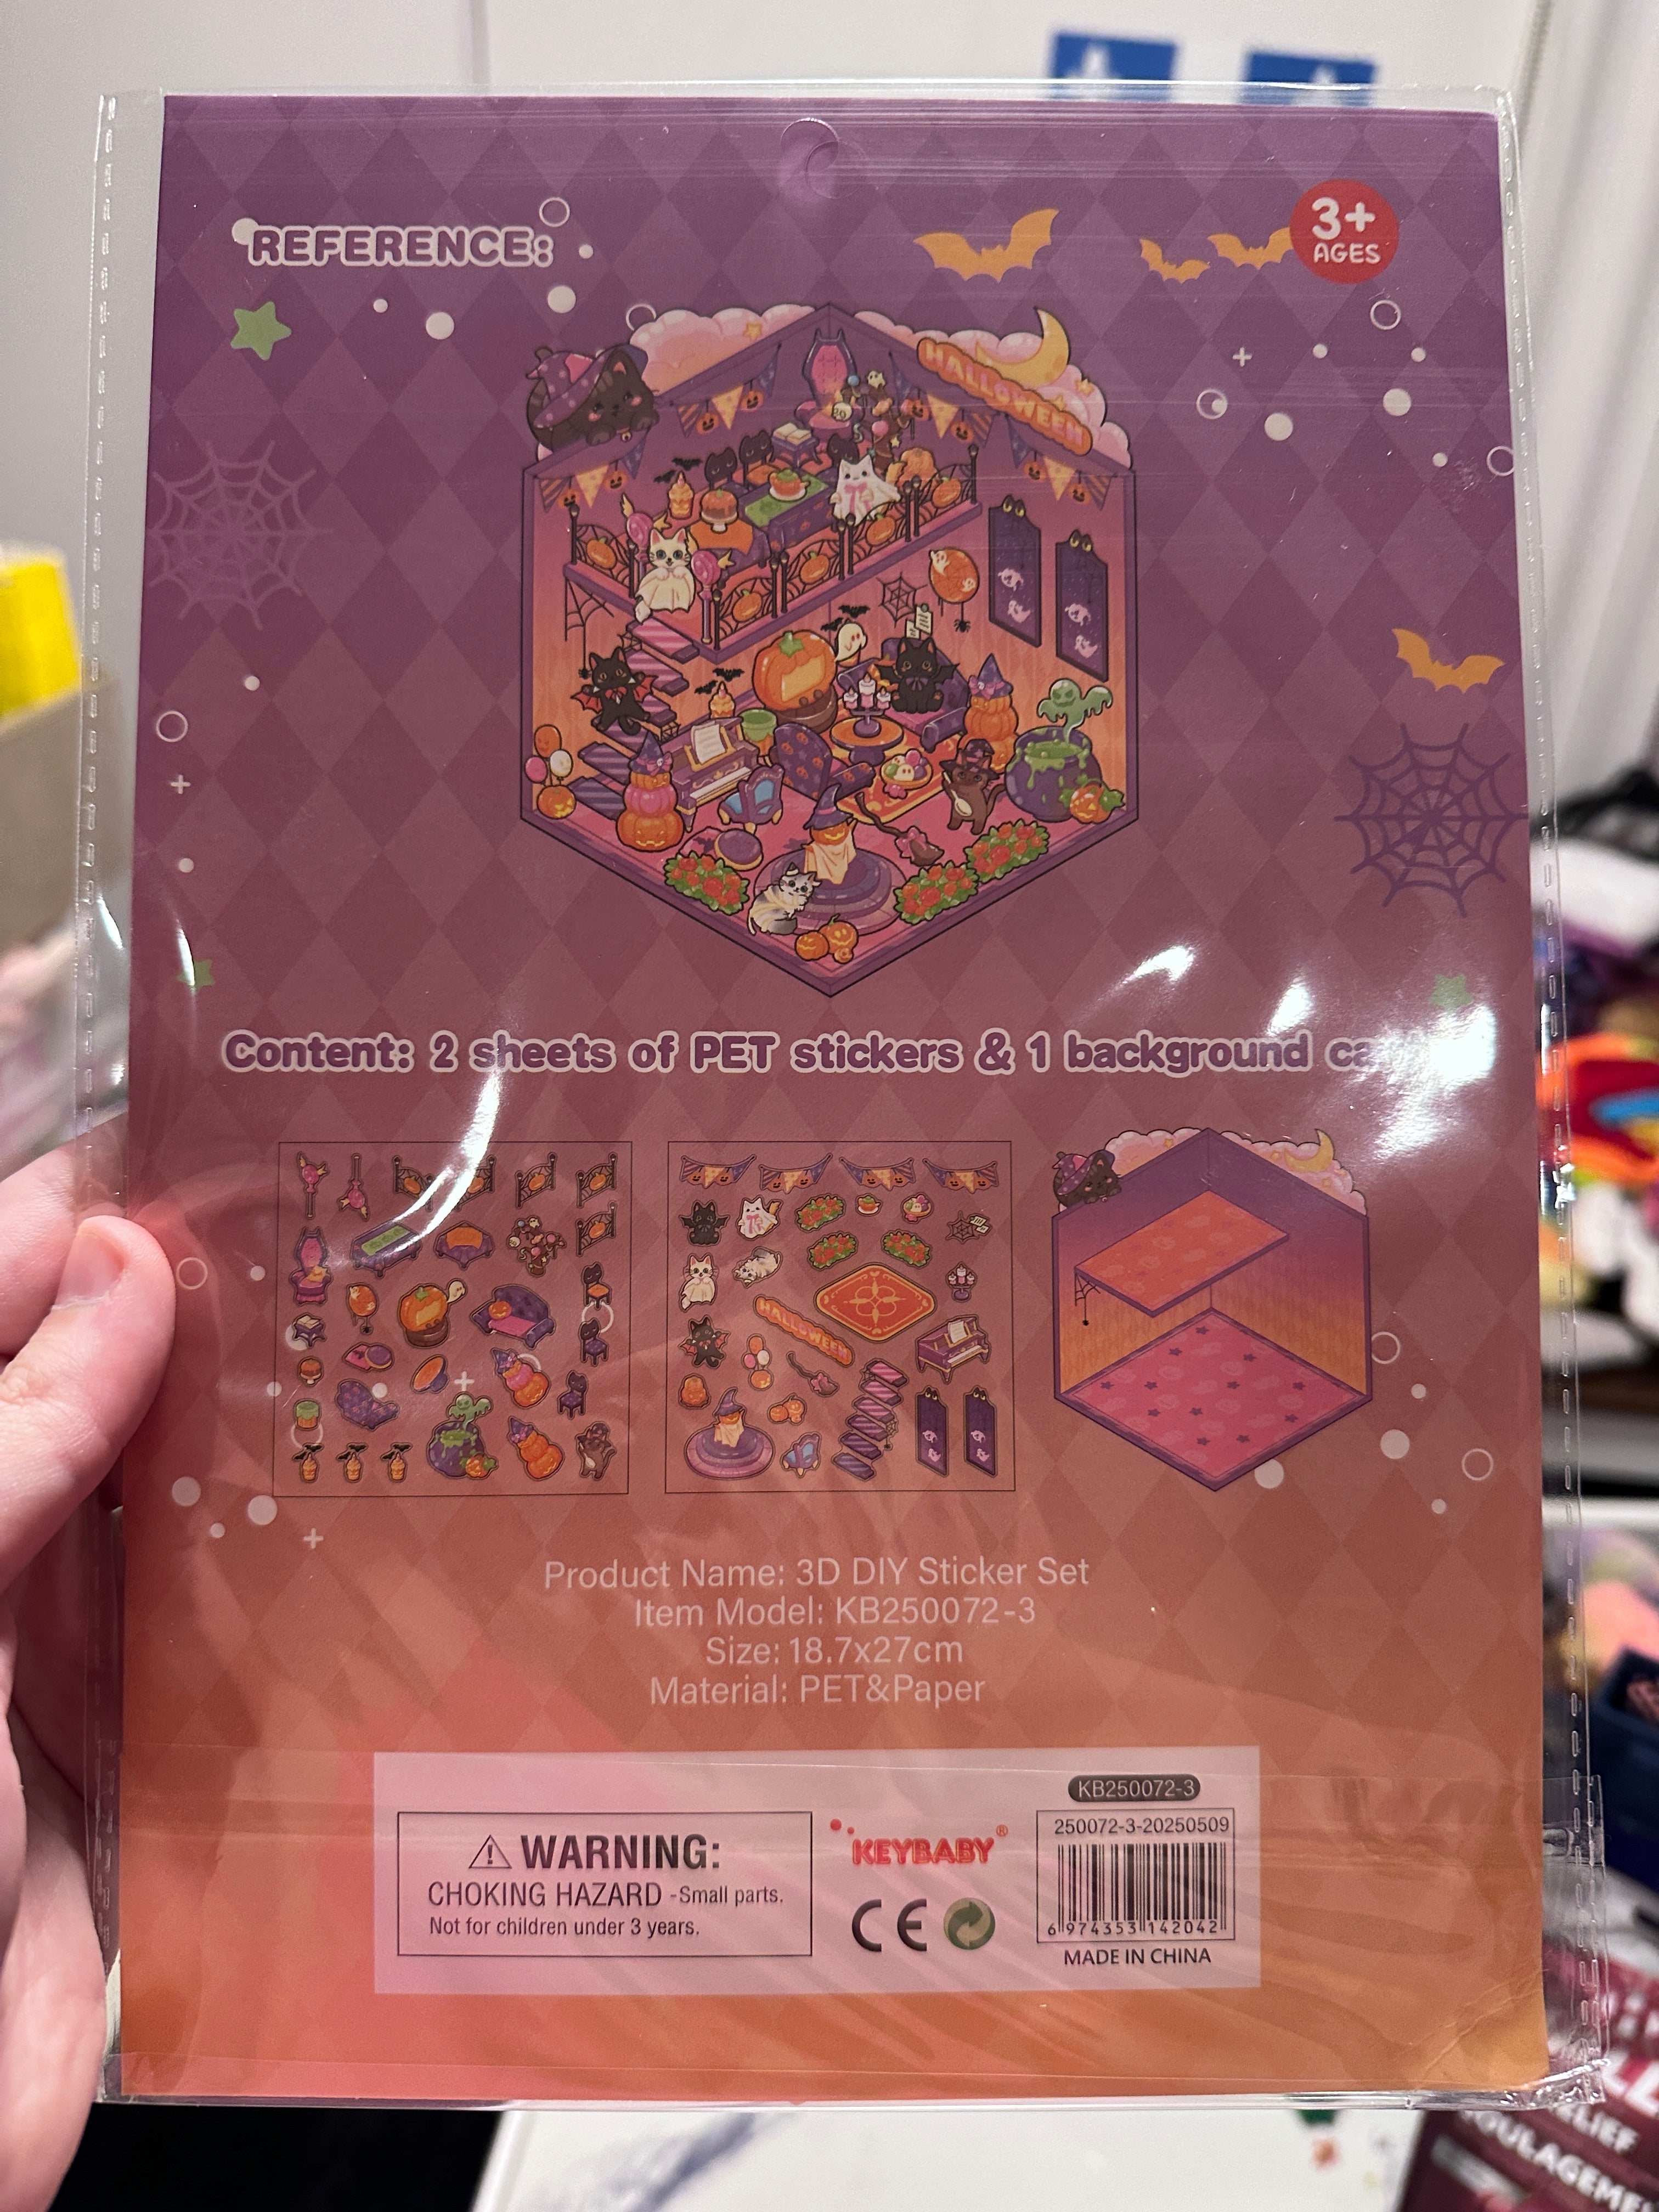 REFERENCE:
3+
AGES
HALLOWEEN
Content: 2 sheets of PET stickers & 1 background
HALLOWEEN
Product Name: 3D DIY Sticker Set
Item Model: KB250072-3
Size: 18.7x27cm
Material: PET&Paper
KB250072-3
⚠ WARNING:
CHOKING HAZARD -Small parts.
Not for children under 3 years.
KEYBABY®
CE
250072-3-20250509
6 974353 142042
MADE IN CHINA